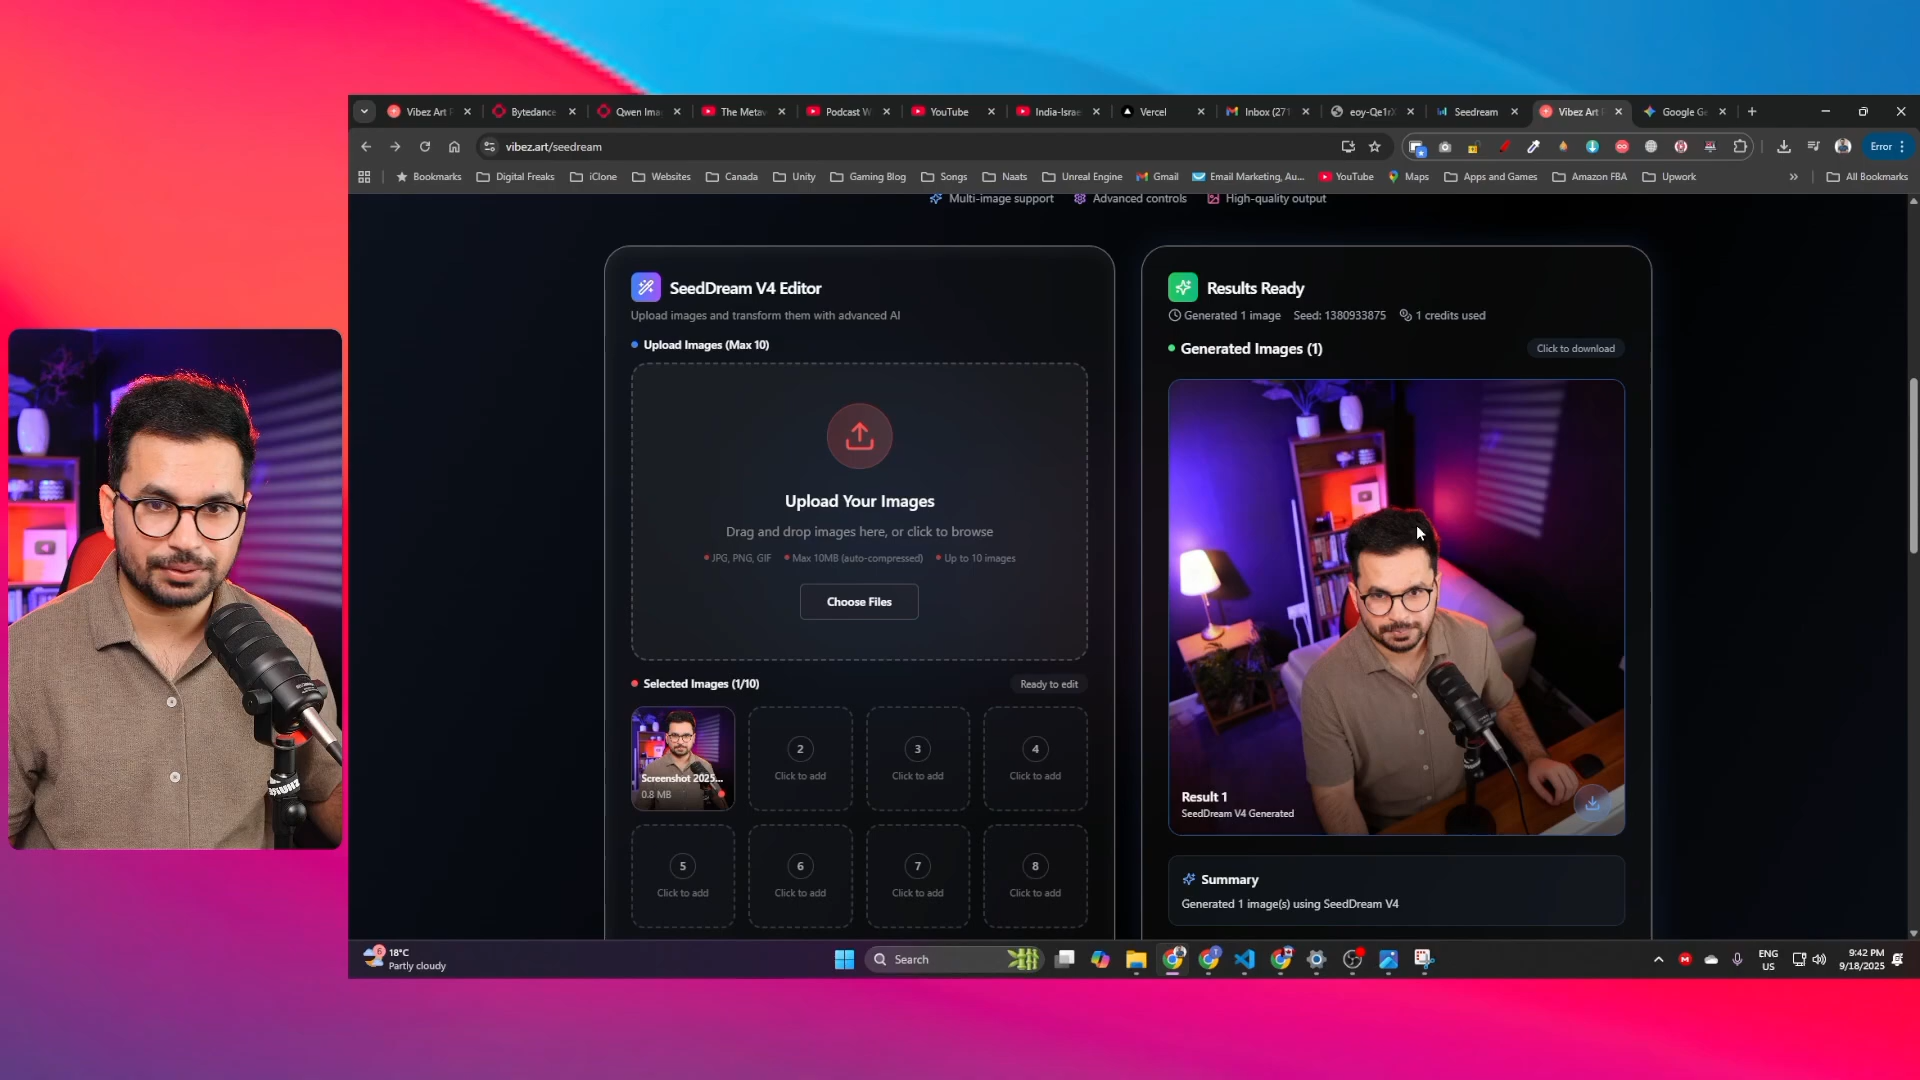 Vibez Art F
Bytedance
Qwen Ima
The Metav
Podcast W
YouTube
India-Israe
Vercel
Inbox (271
eoy-Qe1rX
Seedream
Vibez Art F
Google Ge
vibez.art/seedream
Error
Bookmarks
Digital Freaks
iClone
Websites
Canada
Unity
Gaming Blog
Songs
Naats
Unreal Engine
Gmail
Email Marketing, Au...
YouTube
Maps
Apps and Games
Amazon FBA
Upwork
All Bookmarks
Multi-image support
Advanced controls
High-quality output
SeedDream V4 Editor
Upload images and transform them with advanced AI
Upload Images (Max 10)
Upload Your Images
Drag and drop images here, or click to browse
JPG, PNG, GIF
Max 10MB (auto-compressed)
Up to 10 images
Choose Files
Selected Images (1/10)
Ready to edit
Screenshot 2025...
0.8 MB
2
Click to add
3
Click to add
4
Click to add
5
Click to add
6
Click to add
7
Click to add
8
Click to add
Results Ready
Generated 1 image
Seed: 1380933875
1 credits used
Generated Images (1)
Click to download
Result 1
SeedDream V4 Generated
Summary
Generated 1 image(s) using SeedDream V4
6
18°C
Partly cloudy
Search
ENG
US
9:42 PM
9/18/2025